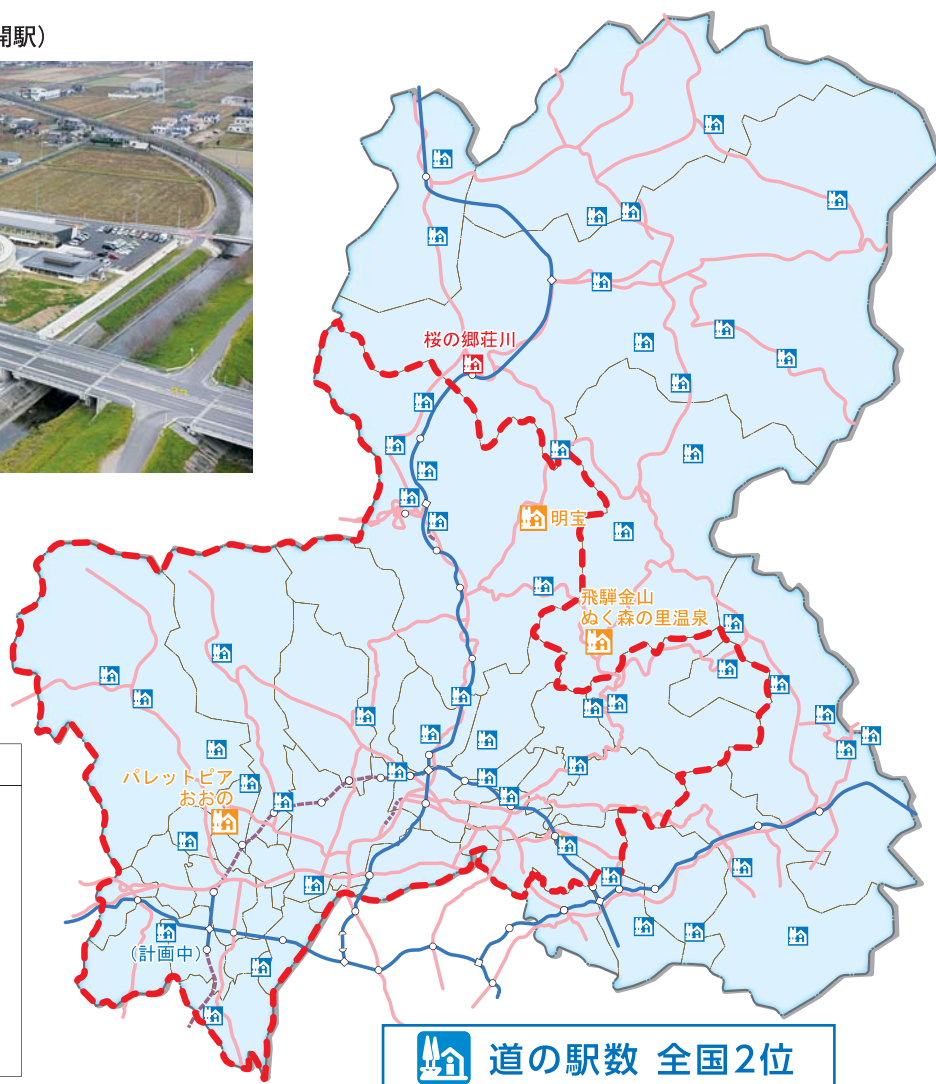 開駅）
桜の郷荘川
明宝
飛騨金山
ぬく森の里温泉
パレットピア
おおの
（計画中）
道の駅数 全国2位